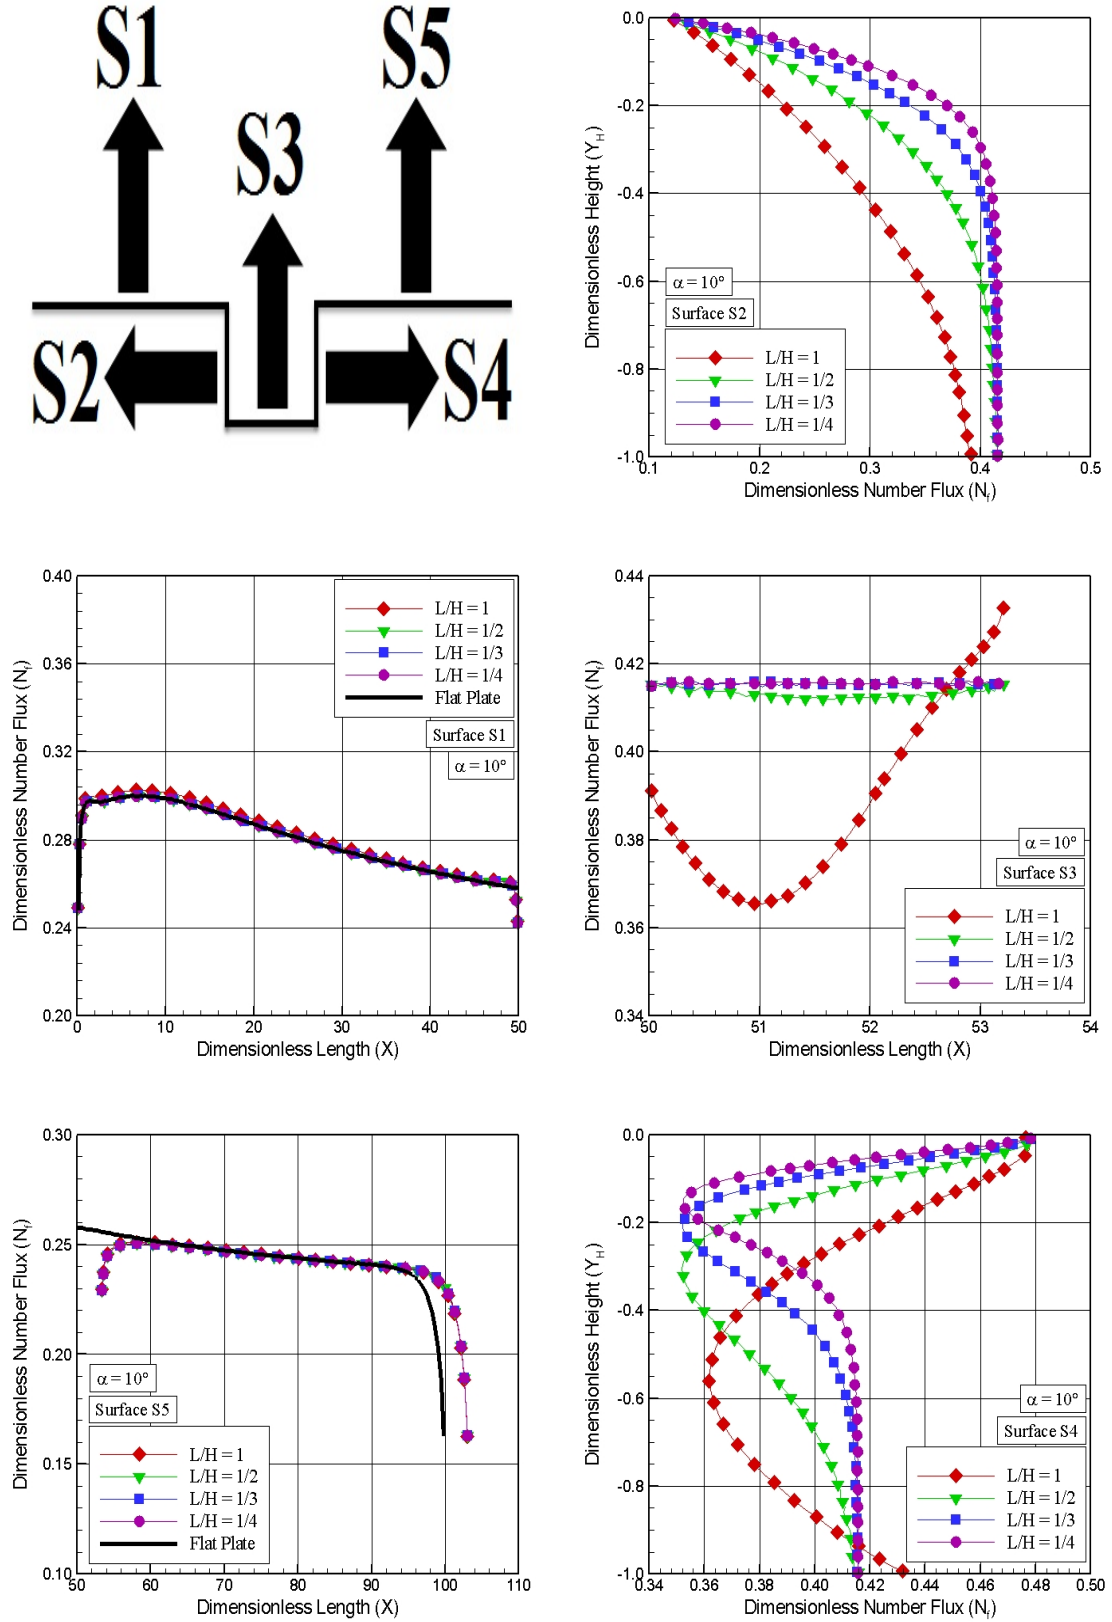 S1
S5
S3
S2
S4
0.0
-0.2
-0.4
-0.6
-0.8
-1.0
0.1
0.2
0.3
0.4
0.5
Dimensionless Height (Y_H)
Dimensionless Number Flux (N_f)
α = 10°
Surface S2
L/H = 1
L/H = 1/2
L/H = 1/3
L/H = 1/4
0.40
0.36
0.32
0.28
0.24
0.20
0
10
20
30
40
50
Dimensionless Number Flux (N_f)
Dimensionless Length (X)
L/H = 1
L/H = 1/2
L/H = 1/3
L/H = 1/4
Flat Plate
Surface S1
α = 10°
0.44
0.42
0.40
0.38
0.36
0.34
50
51
52
53
54
Dimensionless Number Flux (N_f)
Dimensionless Length (X)
α = 10°
Surface S3
L/H = 1
L/H = 1/2
L/H = 1/3
L/H = 1/4
0.30
0.25
0.20
0.15
0.10
50
60
70
80
90
100
110
Dimensionless Number Flux (N_f)
Dimensionless Length (X)
α = 10°
Surface S5
L/H = 1
L/H = 1/2
L/H = 1/3
L/H = 1/4
Flat Plate
0.0
-0.2
-0.4
-0.6
-0.8
-1.0
0.34
0.36
0.38
0.40
0.42
0.44
0.46
0.48
0.50
Dimensionless Height (Y_H)
Dimensionless Number Flux (N_f)
α = 10°
Surface S4
L/H = 1
L/H = 1/2
L/H = 1/3
L/H = 1/4